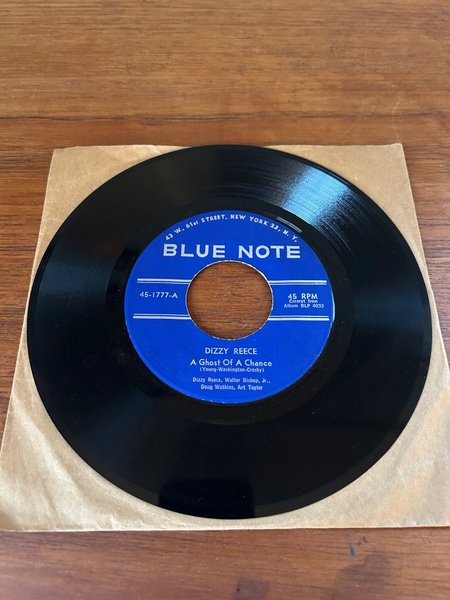 43 W. 61st STREET, NEW YORK 23, N. Y.
BLUE NOTE
45-1777-A
45 RPM
Excerpt from
Album BLP 4033
DIZZY REECE
A Ghost Of A Chance
(Young-Washington-Crosby)
Dizzy Reece, Walter Bishop, Jr.,
Doug Watkins, Art Taylor